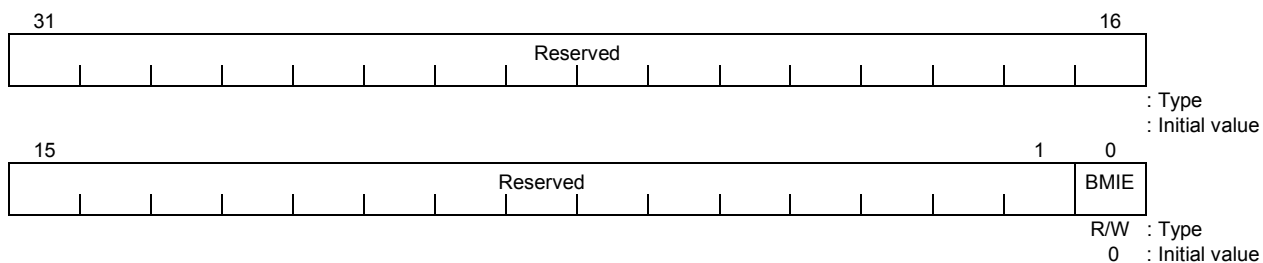 31 16
Reserved
: Type
: Initial value
15 1 0
Reserved BMIE
R/W : Type
0 : Initial value